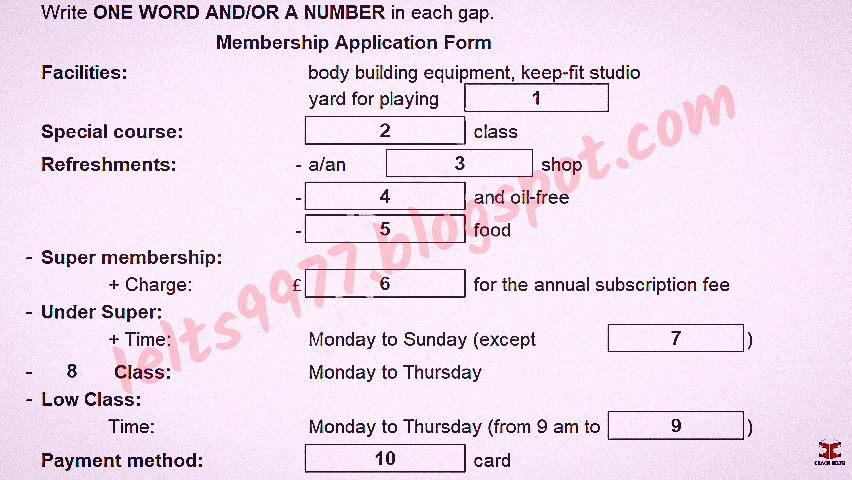 Write ONE WORD AND/OR A NUMBER in each gap.
Membership Application Form
Facilities: body building equipment, keep-fit studio
yard for playing 1
Special course: 2 class
Refreshments: - a/an 3 shop
- 4 and oil-free
- 5 food
- Super membership:
+ Charge: £ 6 for the annual subscription fee
- Under Super:
+ Time: Monday to Sunday (except 7 )
- 8 Class: Monday to Thursday
- Low Class:
Time: Monday to Thursday (from 9 am to 9 )
Payment method: 10 card
Ielts9977.blogspot.com